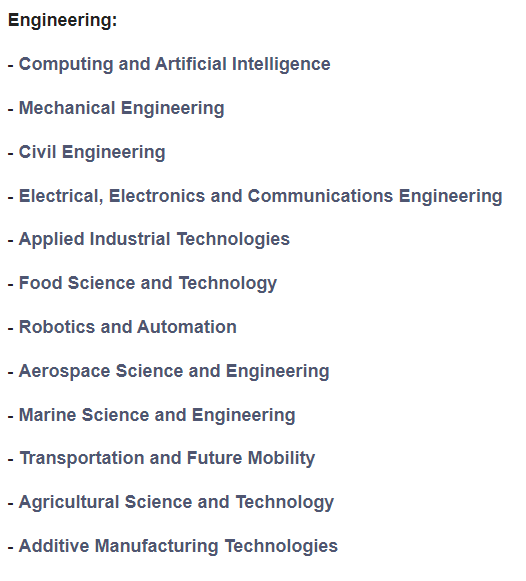 Engineering:
- Computing and Artificial Intelligence
- Mechanical Engineering
- Civil Engineering
- Electrical, Electronics and Communications Engineering
- Applied Industrial Technologies
- Food Science and Technology
- Robotics and Automation
- Aerospace Science and Engineering
- Marine Science and Engineering
- Transportation and Future Mobility
- Agricultural Science and Technology
- Additive Manufacturing Technologies